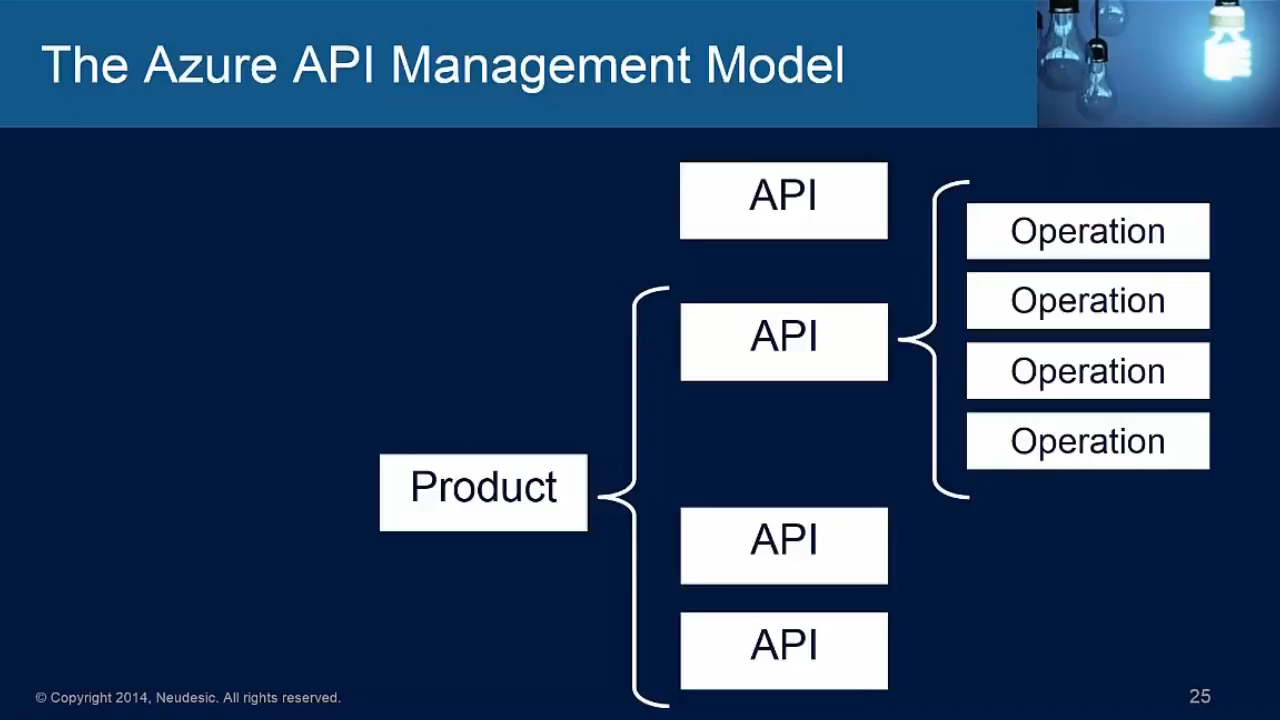 The Azure API Management Model
API
Operation
Operation
API
Operation
Operation
Product
API
API
© Copyright 2014, Neudesic. All rights reserved.
25